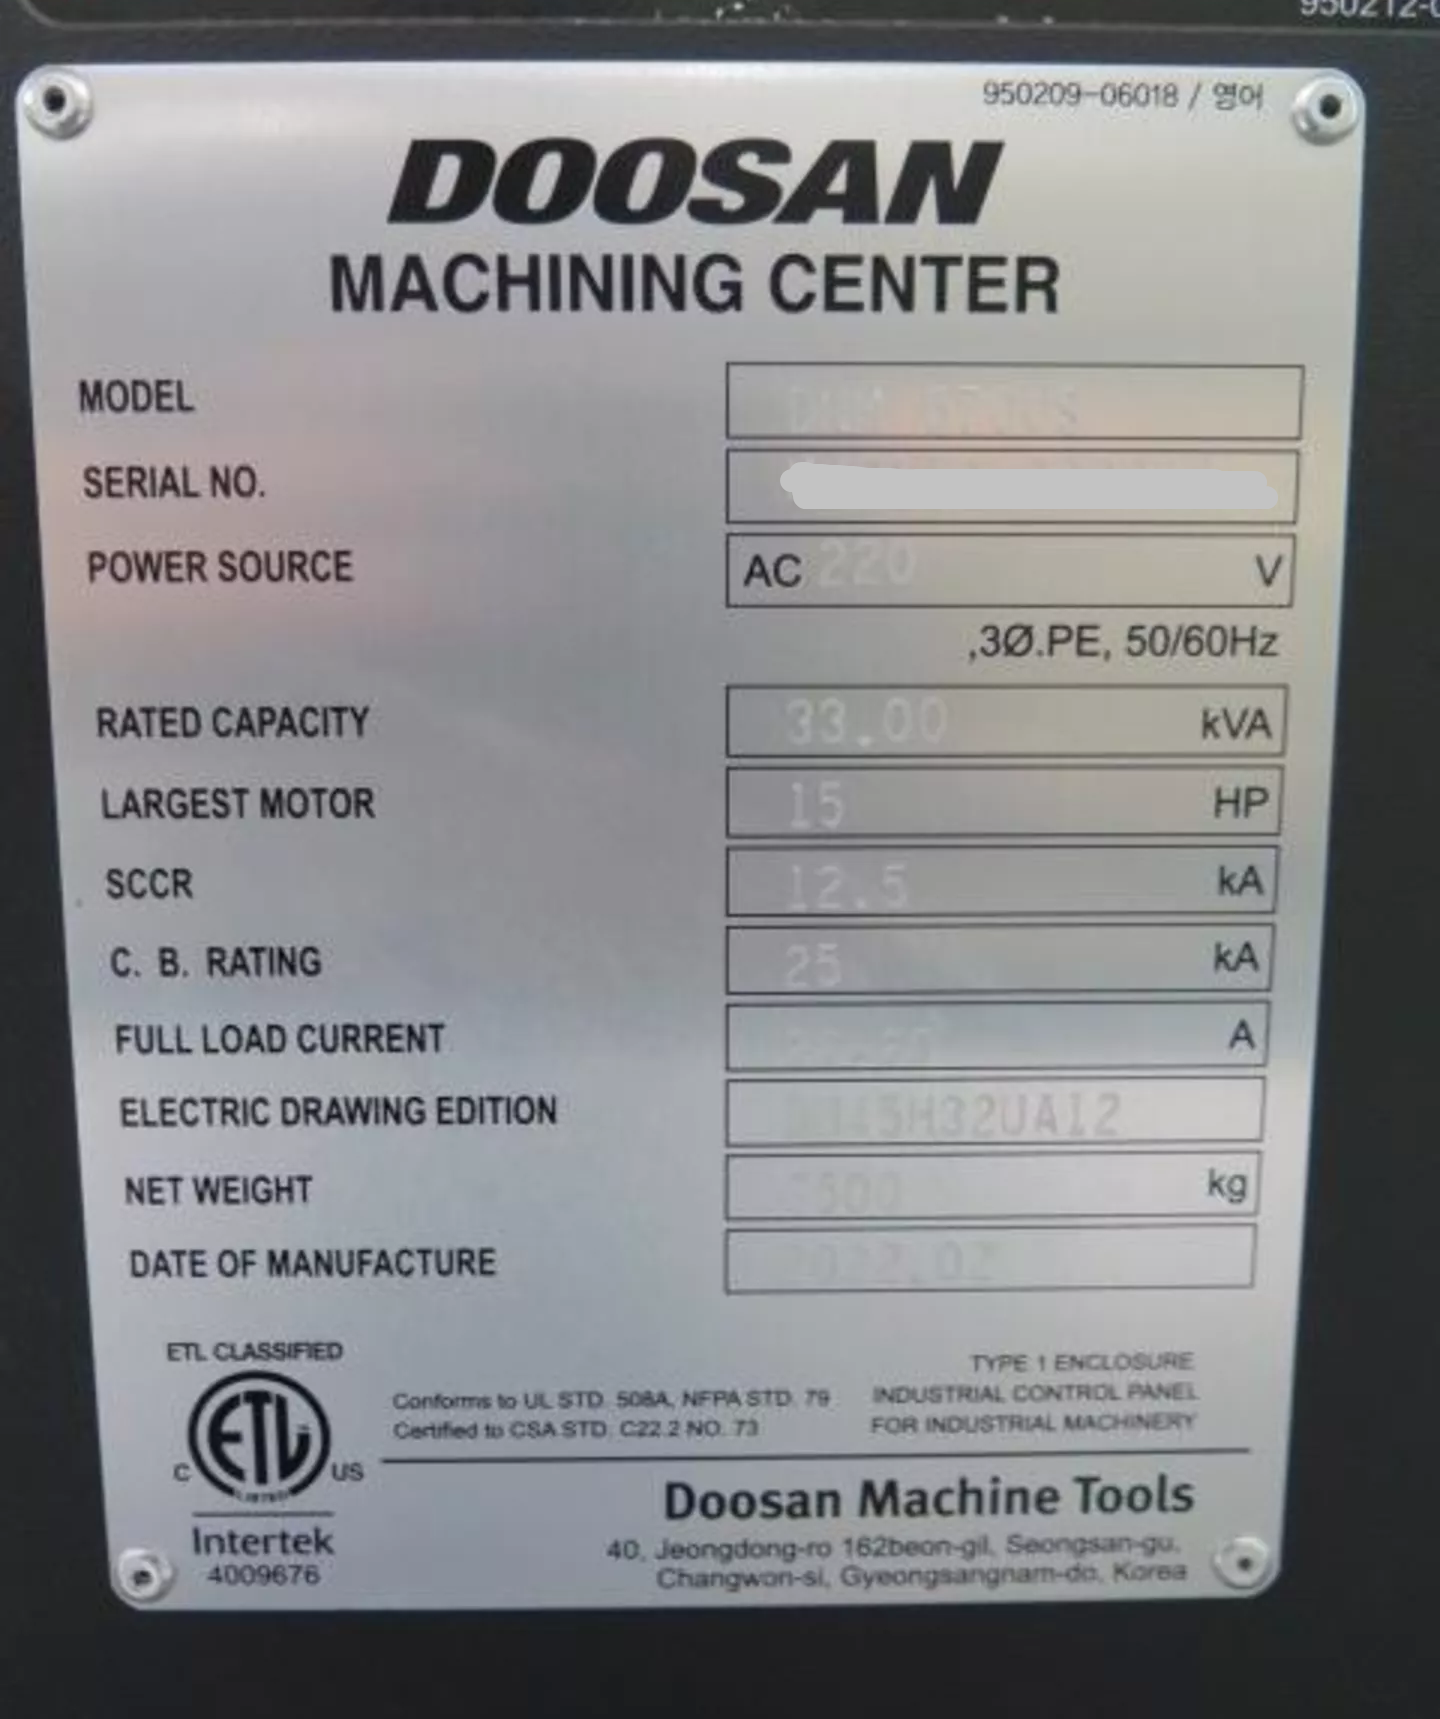 950209-06018 / 영어
DOOSAN
MACHINING CENTER
MODEL
SERIAL NO.
POWER SOURCE AC 220 V
,3Ø.PE, 50/60Hz
RATED CAPACITY 33.00 kVA
LARGEST MOTOR 15 HP
SCCR 12.5 kA
C. B. RATING 25 kA
FULL LOAD CURRENT A
ELECTRIC DRAWING EDITION
NET WEIGHT kg
DATE OF MANUFACTURE
ETL CLASSIFIED
ETL
LISTED
C US
Intertek
4009676
Conforms to UL STD. 508A, NFPA STD. 79
Certified to CSA STD. C22.2 NO. 73
TYPE 1 ENCLOSURE
INDUSTRIAL CONTROL PANEL
FOR INDUSTRIAL MACHINERY
Doosan Machine Tools
40, Jeongdong-ro 162beon-gil, Seongsan-gu,
Changwon-si, Gyeongsangnam-do, Korea